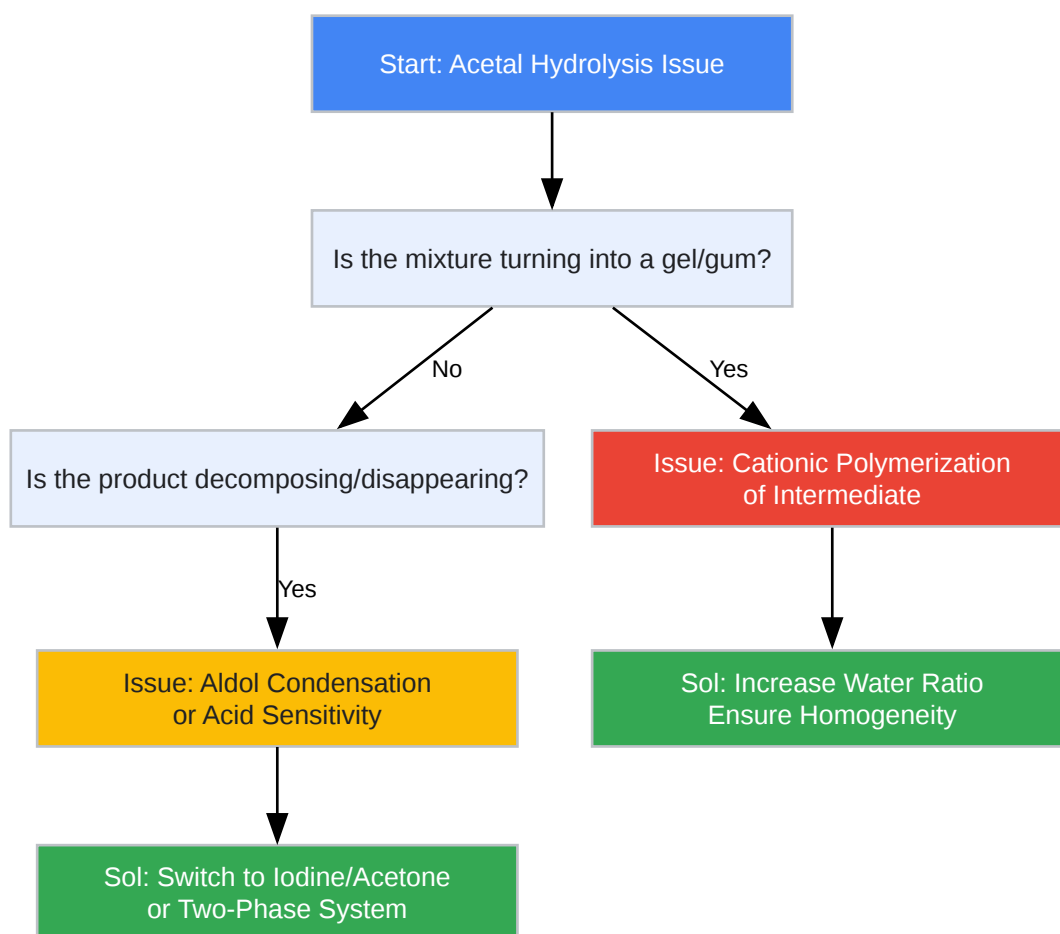 Start: Acetal Hydrolysis Issue
Is the mixture turning into a gel/gum?
No
Yes
Is the product decomposing/disappearing?
Issue: Cationic Polymerization
of Intermediate
Yes
Issue: Aldol Condensation
or Acid Sensitivity
Sol: Increase Water Ratio
Ensure Homogeneity
Sol: Switch to Iodine/Acetone
or Two-Phase System